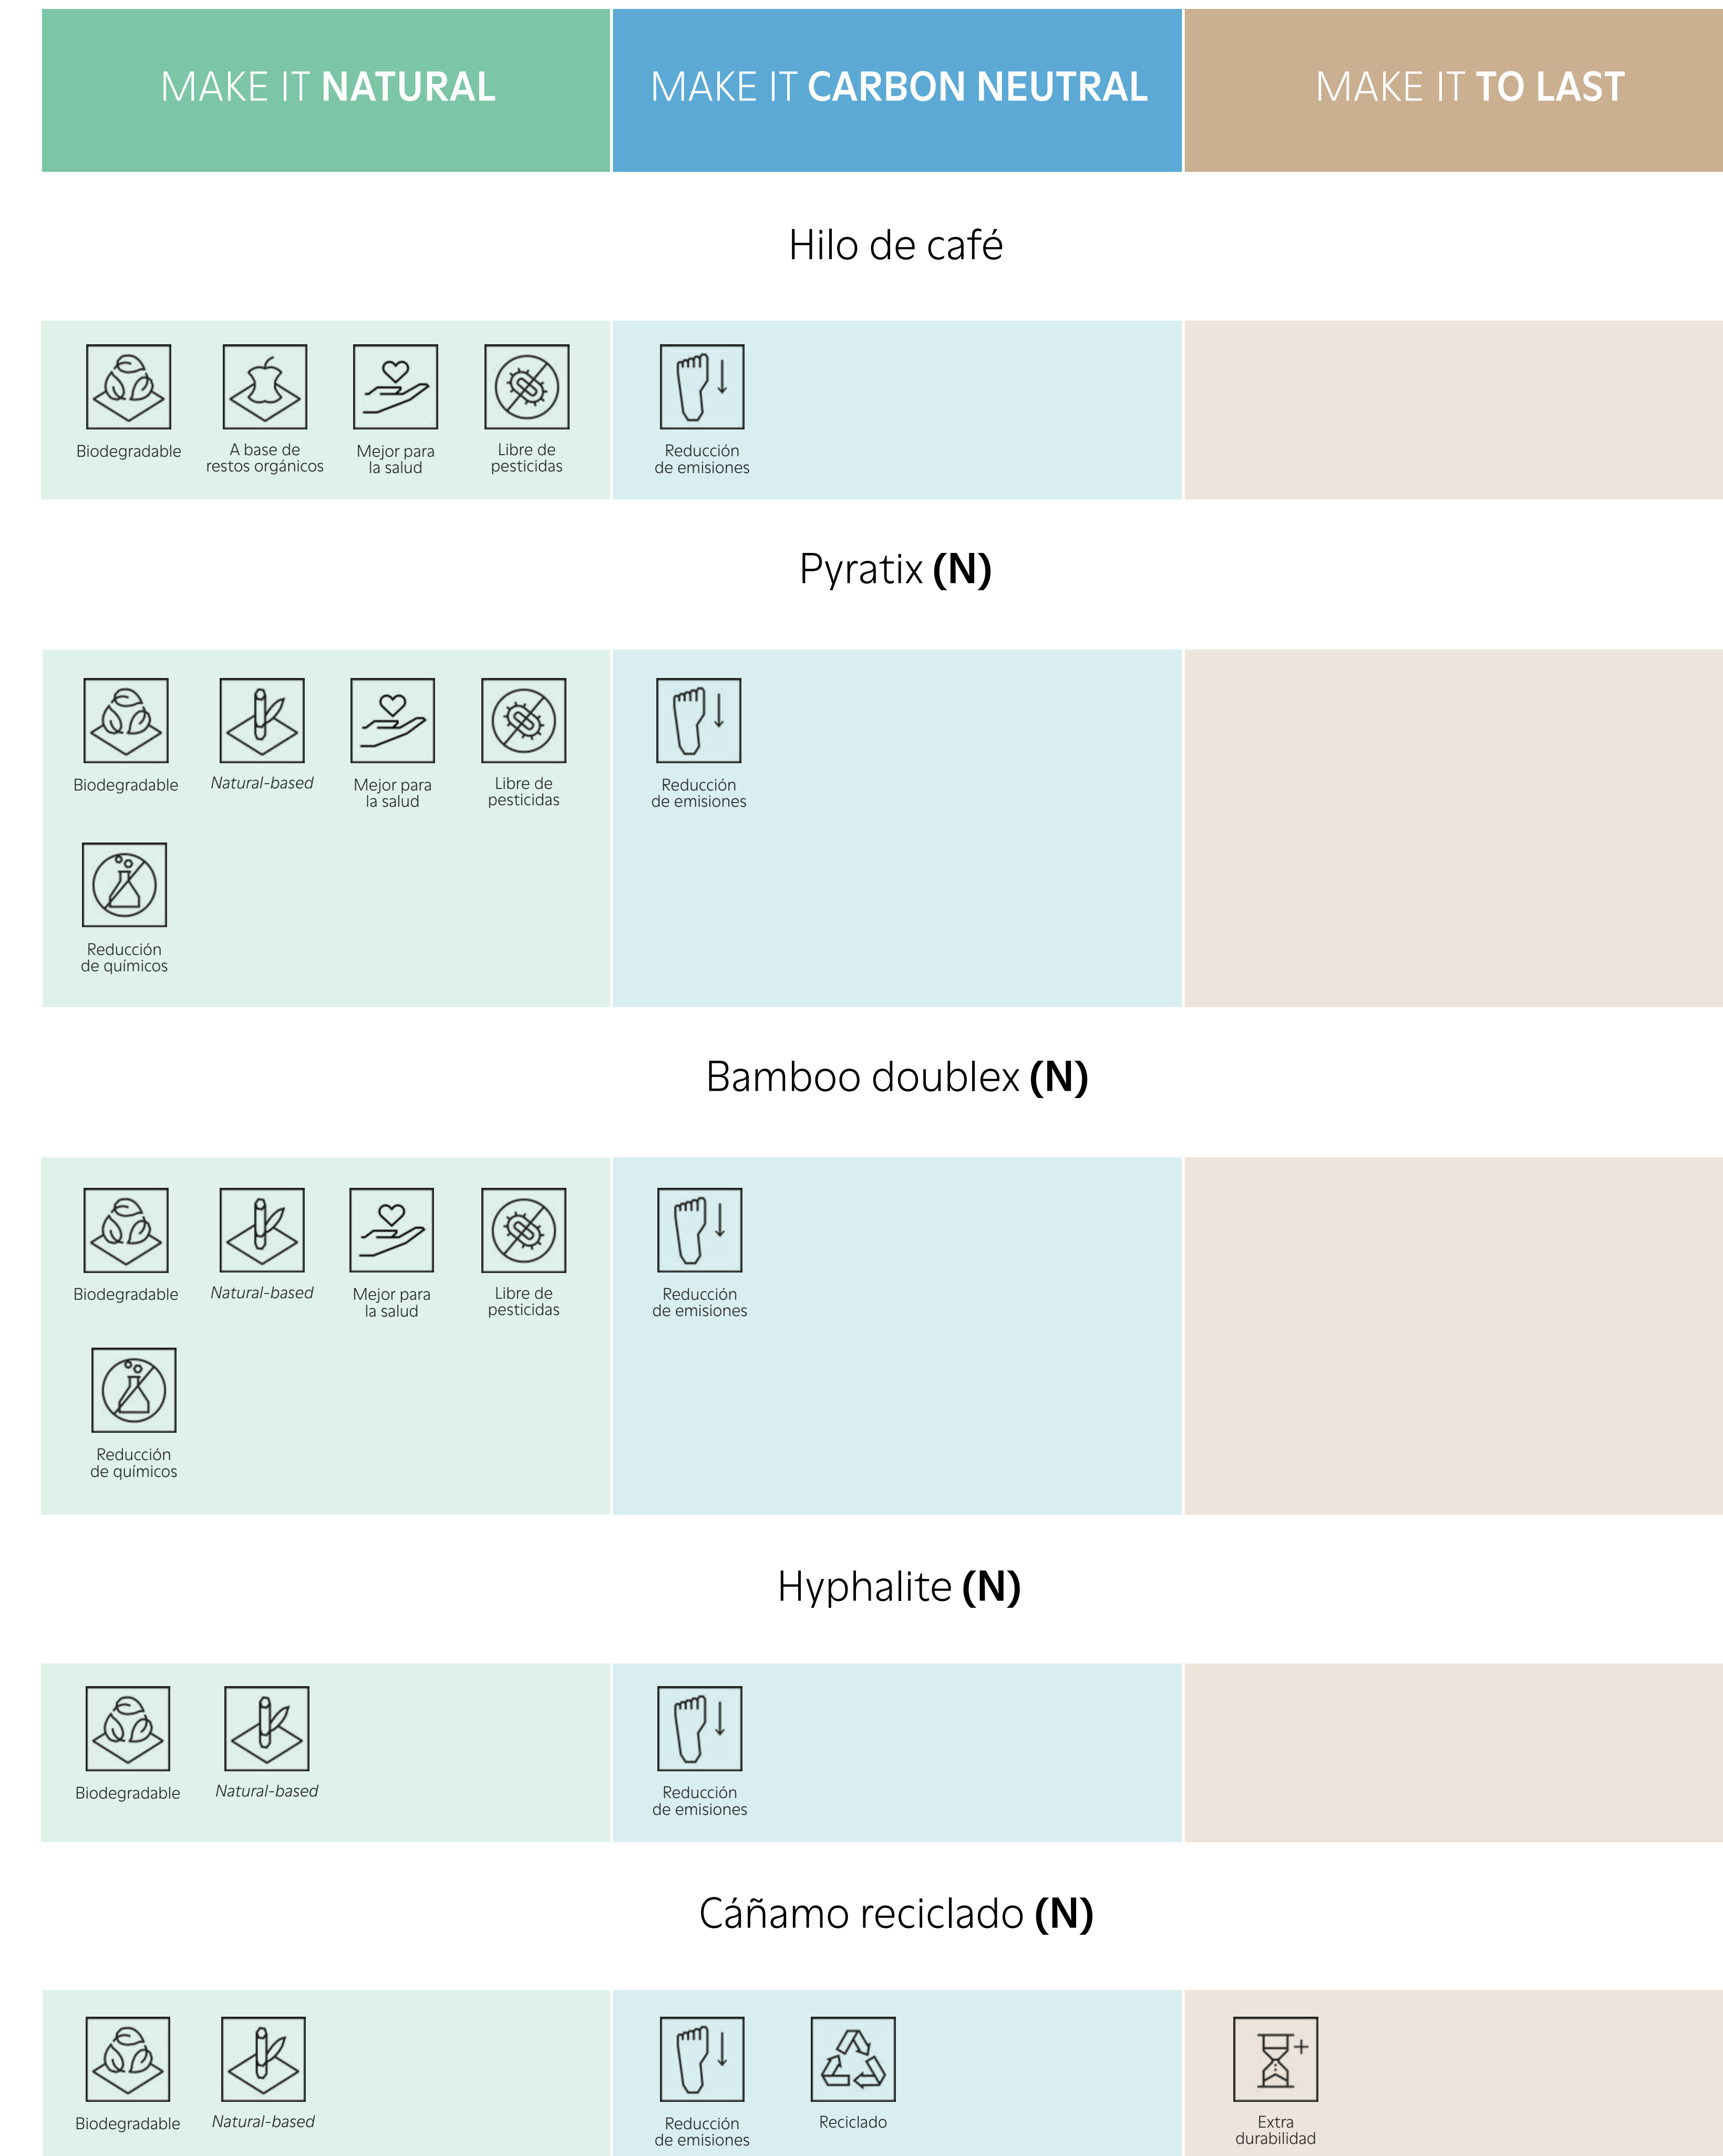 MAKE IT NATURAL
MAKE IT CARBON NEUTRAL
MAKE IT TO LAST
Hilo de café
Biodegradable
A base de
restos orgánicos
Mejor para
la salud
Libre de
pesticidas
Reducción
de emisiones
Pyratix (N)
Biodegradable
Natural-based
Mejor para
la salud
Libre de
pesticidas
Reducción
de emisiones
Reducción
de químicos
Bamboo doublex (N)
Biodegradable
Natural-based
Mejor para
la salud
Libre de
pesticidas
Reducción
de emisiones
Reducción
de químicos
Hyphalite (N)
Biodegradable
Natural-based
Reducción
de emisiones
Cáñamo reciclado (N)
Biodegradable
Natural-based
Reducción
de emisiones
Reciclado
Extra
durabilidad